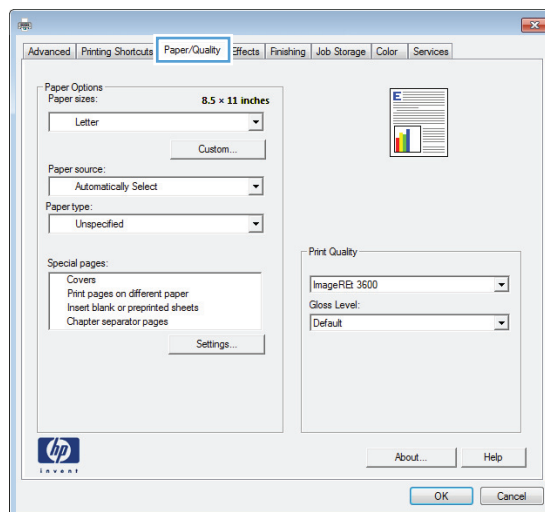 Advanced Printing Shortcuts Paper/Quality Effects Finishing Job Storage Color Services
Paper Options
Paper sizes: 8.5 × 11 inches
Letter
Custom...
Paper source:
Automatically Select
Paper type:
Unspecified
Special pages:
Covers
Print pages on different paper
Insert blank or preprinted sheets
Chapter separator pages
Settings...
E
Print Quality
ImageREt 3600
Gloss Level:
Default
hp
invent
About... Help
OK Cancel